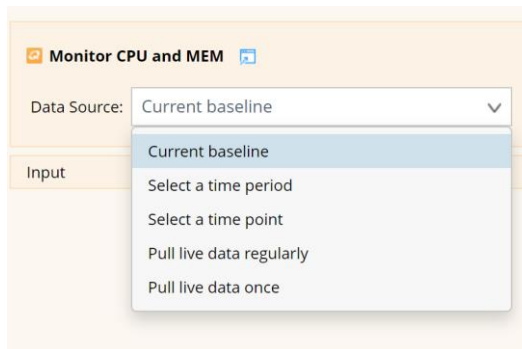 Monitor CPU and MEM
Data Source: Current baseline
Current baseline
Input
Select a time period
Select a time point
Pull live data regularly
Pull live data once